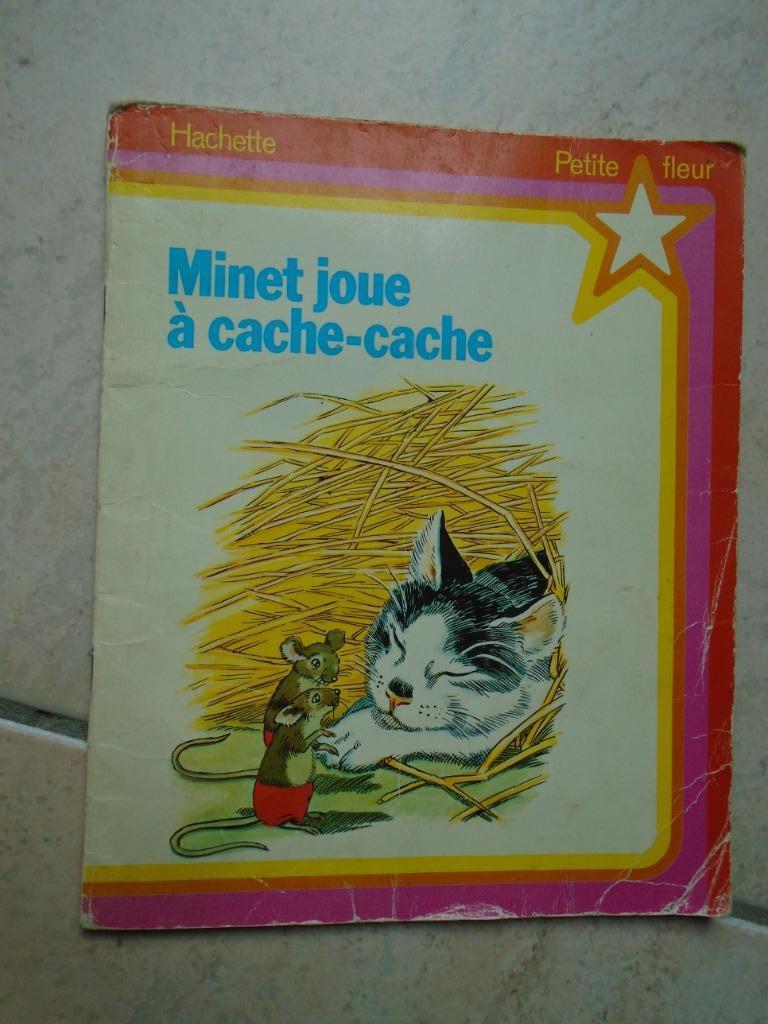 Hachette
Petite fleur
Minet joue
à cache-cache